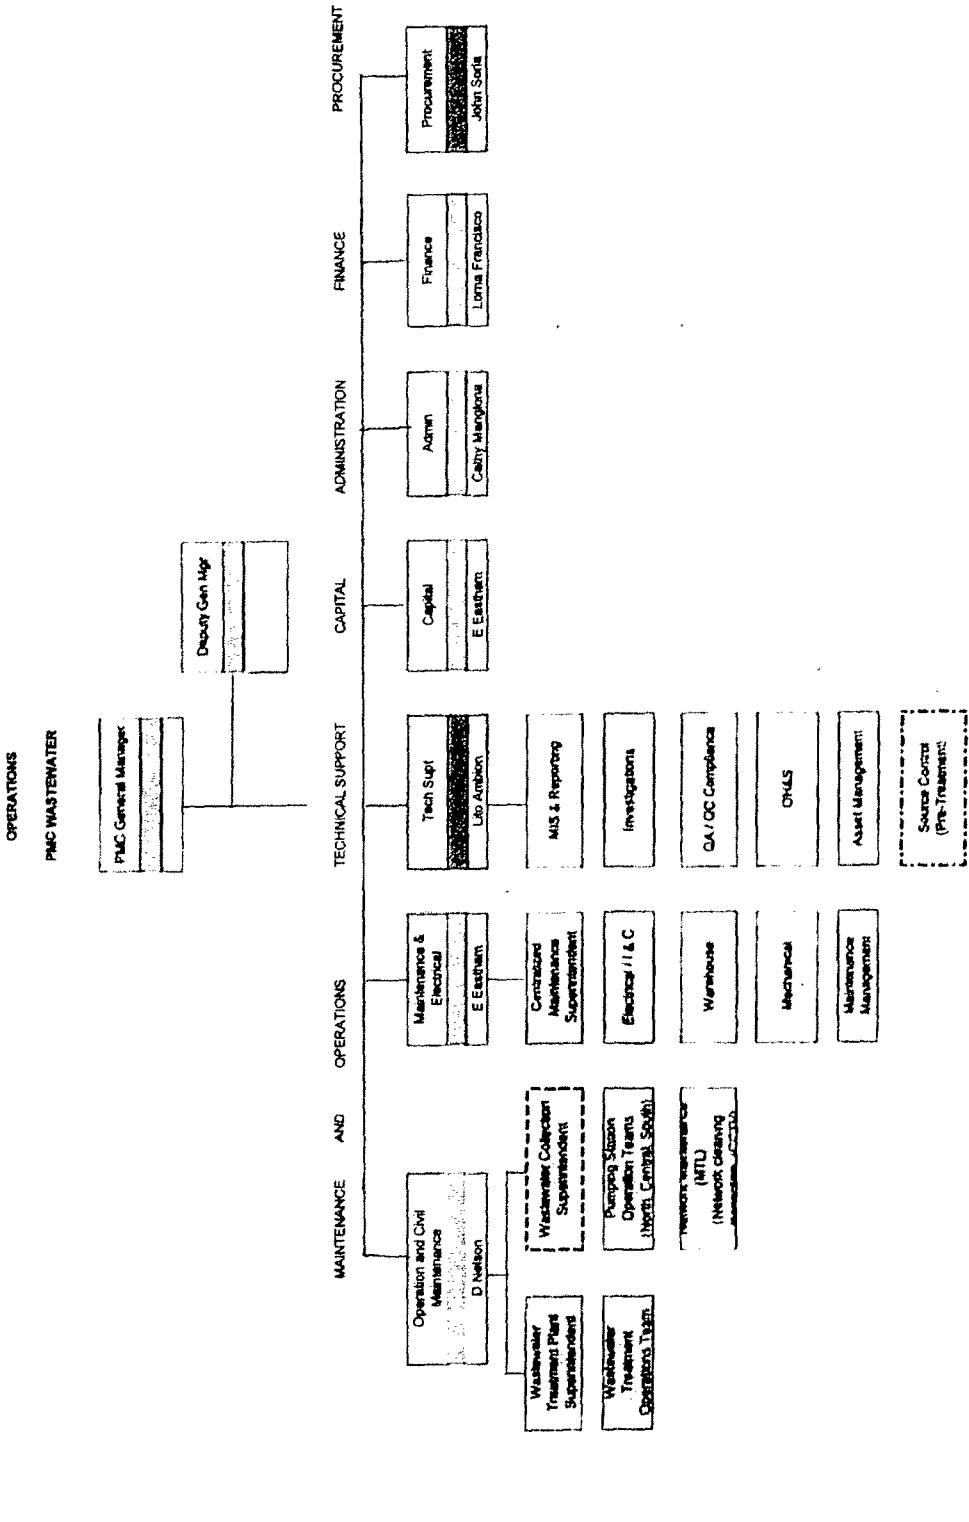 OPERATIONS
PMC WASTEWATER
PMC General Manager
Deputy Gen Mgr
MAINTENANCE AND OPERATIONS
TECHNICAL SUPPORT
CAPITAL
ADMINISTRATION
FINANCE
PROCUREMENT
Operation and Civil
Maintenance
D Nelson
Maintenance &
Electrical
E Eastham
Tech Supt
Lito Ambion
Capital
E Eastham
Admin
Cathy Manglona
Finance
Lorna Francisco
Procurement
John Soria
Wastewater
Treatment Plant
Superintendent
Wastewater
Treatment
Operations Team
Wastewater Collection
Superintendent
Pumping Station
Operation Teams
(North Central South)
Network Maintenance
(MTL)
(Network cleaning
Centralized
Maintenance
Superintendent
Electrical / I & C
Warehouse
Mechanical
Maintenance
Management
MIS & Reporting
Investigations
QA / QC Compliance
OH&S
Asset Management
Source Control
(Pre-Treatment)